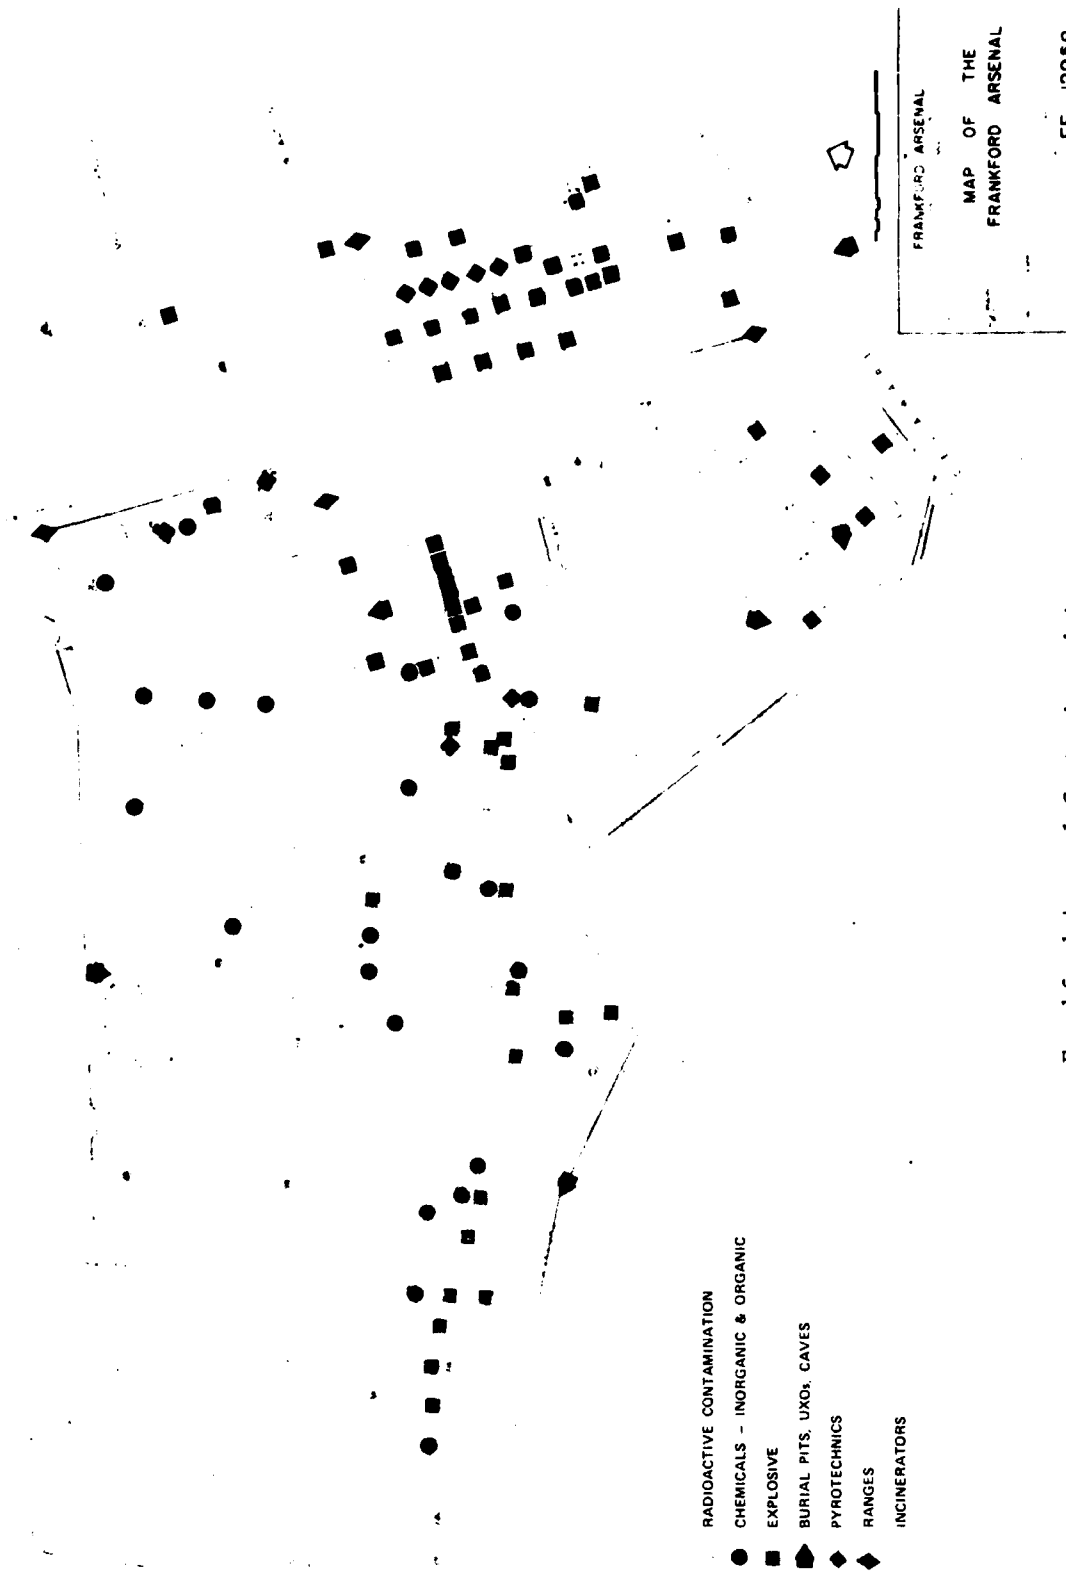 RADIOACTIVE CONTAMINATION
CHEMICALS – INORGANIC & ORGANIC
EXPLOSIVE
BURIAL PITS, UXOs, CAVES
PYROTECHNICS
RANGES
INCINERATORS
FRANKFORD ARSENAL
MAP OF THE
FRANKFORD ARSENAL